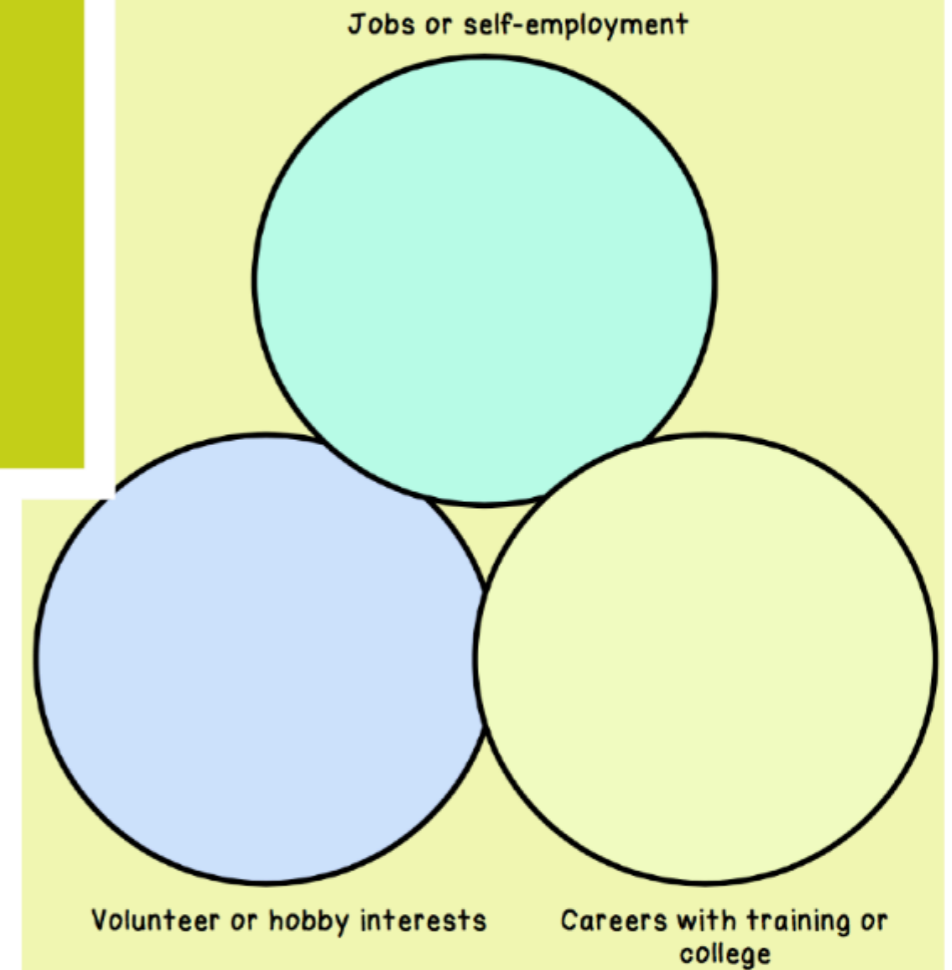 Jobs or self-employment
Volunteer or hobby interests
Careers with training or
college